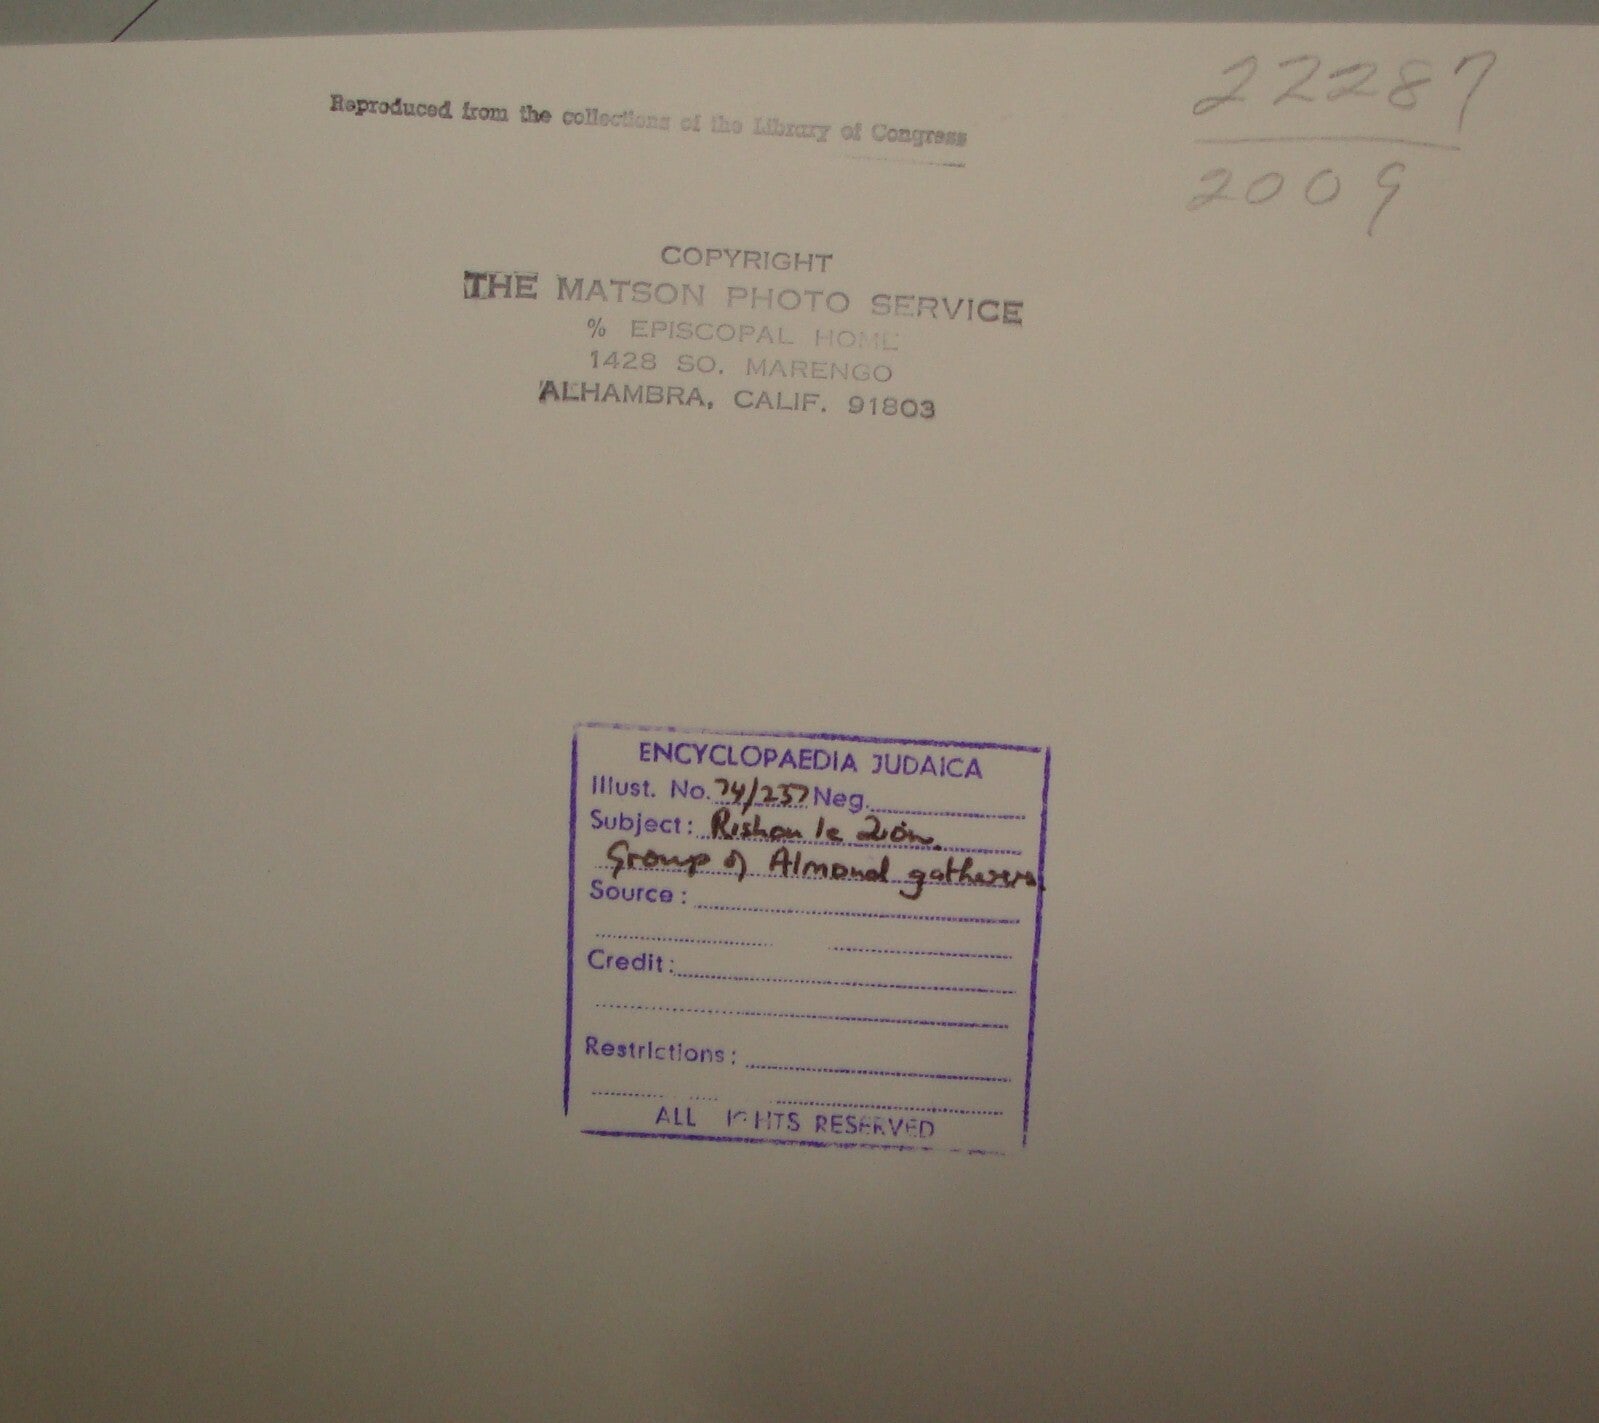 Reproduced from the collections of the Library of Congress
22287
2009
COPYRIGHT
THE MATSON PHOTO SERVICE
% EPISCOPAL HOME
1428 SO. MARENGO
ALHAMBRA, CALIF. 91803
ENCYCLOPAEDIA JUDAICA
Illust. No. 74/237 Neg.
Subject: Rishon le Zion.
Group of Almond gatherers.
Source:
Credit:
Restrictions:
ALL RIGHTS RESERVED